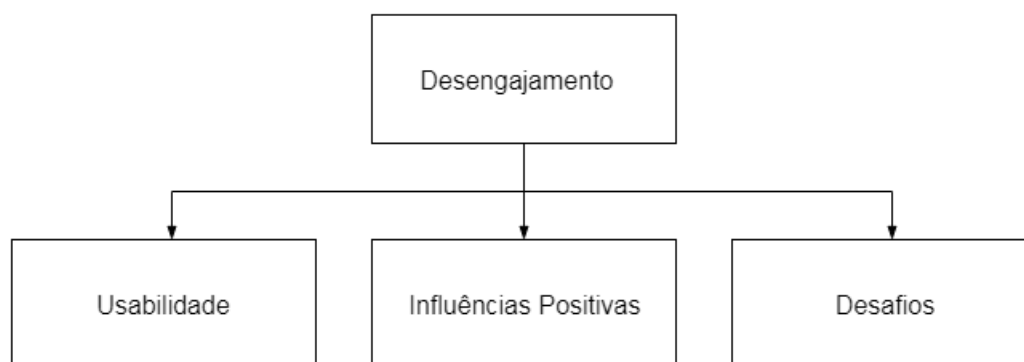 Desengajamento
Usabilidade
Influências Positivas
Desafios